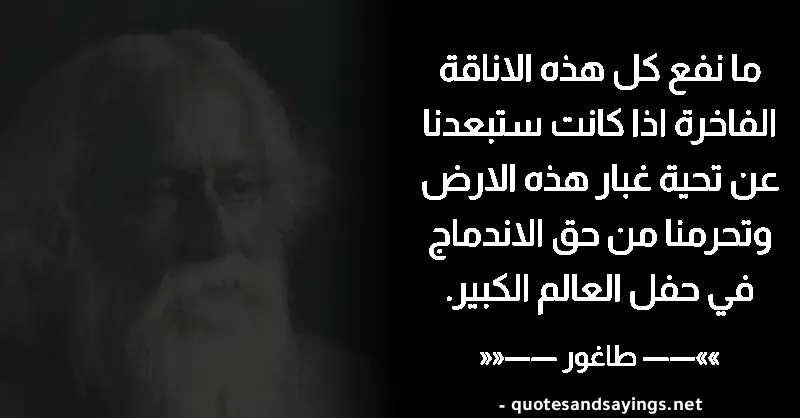 ما نفع كل هذه الاناقة
الفاخرة اذا كانت ستبعدنا
عن تحية غبار هذه الارض
وتحرمنا من حق الاندماج
في حفل العالم الكبير.
»»—— طاغور ——««
- quotesandsayings.net